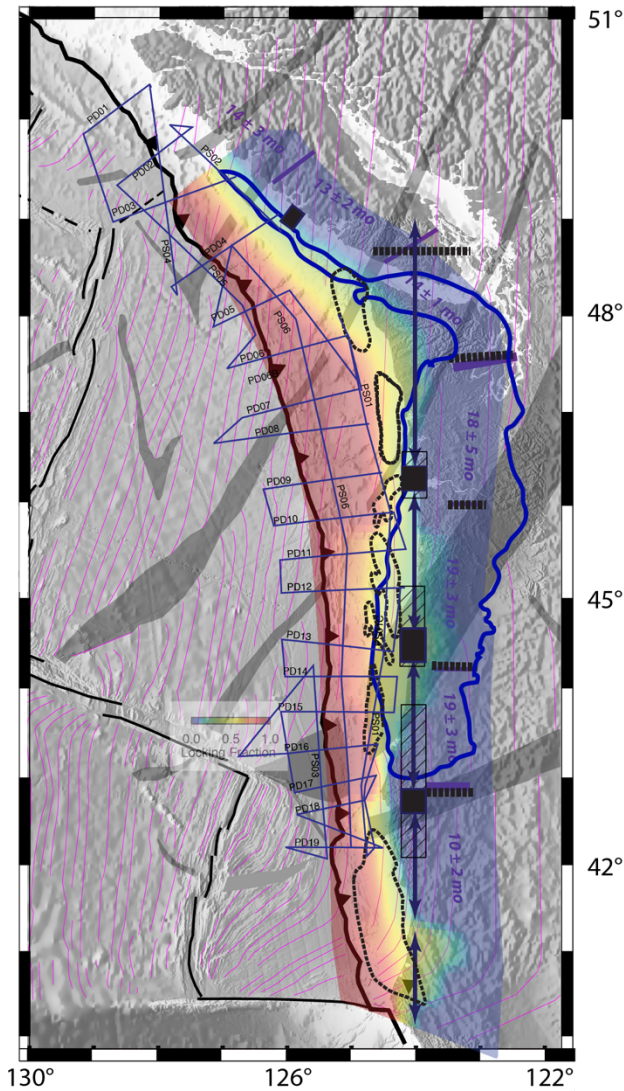 51°
PD01
14 ± 3 mo
PD02
PS02
13 ± 2 mo
PD03
PD04
PS04
14 ± 1 mo
48°
PD05
PS06
PD06
PS01
PD07
PD08
18 ± 5 mo
PD09
PS06
PD10
PD11
PD12
45°
19 ± 3 mo
PD13
PD14
PD15
0.0 0.5 1.0
Locking Fraction
PD16
PS03
19 ± 3 mo
PD17
PD18
PD19
42°
10 ± 2 mo
130° 126° 122°